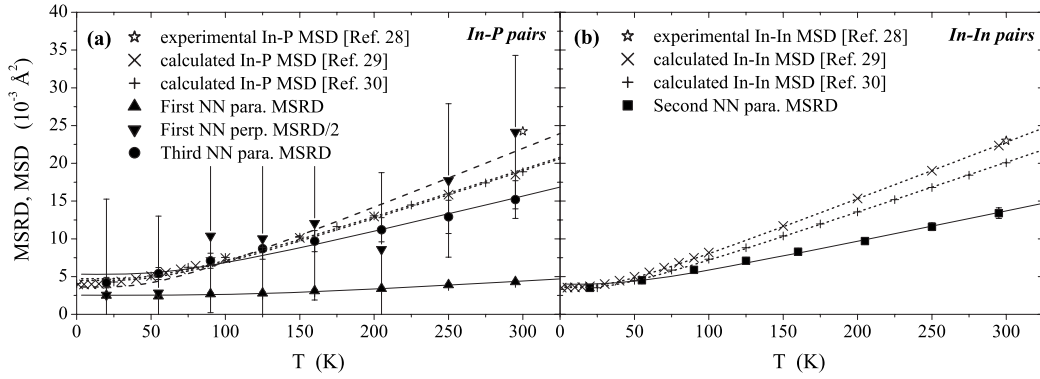 40
35
30
25
20
15
10
5
0
MSRD, MSD (10⁻³ Å²)
(a)
In-P pairs
experimental In-P MSD [Ref. 28]
calculated In-P MSD [Ref. 29]
calculated In-P MSD [Ref. 30]
First NN para. MSRD
First NN perp. MSRD/2
Third NN para. MSRD
0 50 100 150 200 250 300
T (K)
(b)
In-In pairs
experimental In-In MSD [Ref. 28]
calculated In-In MSD [Ref. 29]
calculated In-In MSD [Ref. 30]
Second NN para. MSRD
0 50 100 150 200 250 300
T (K)